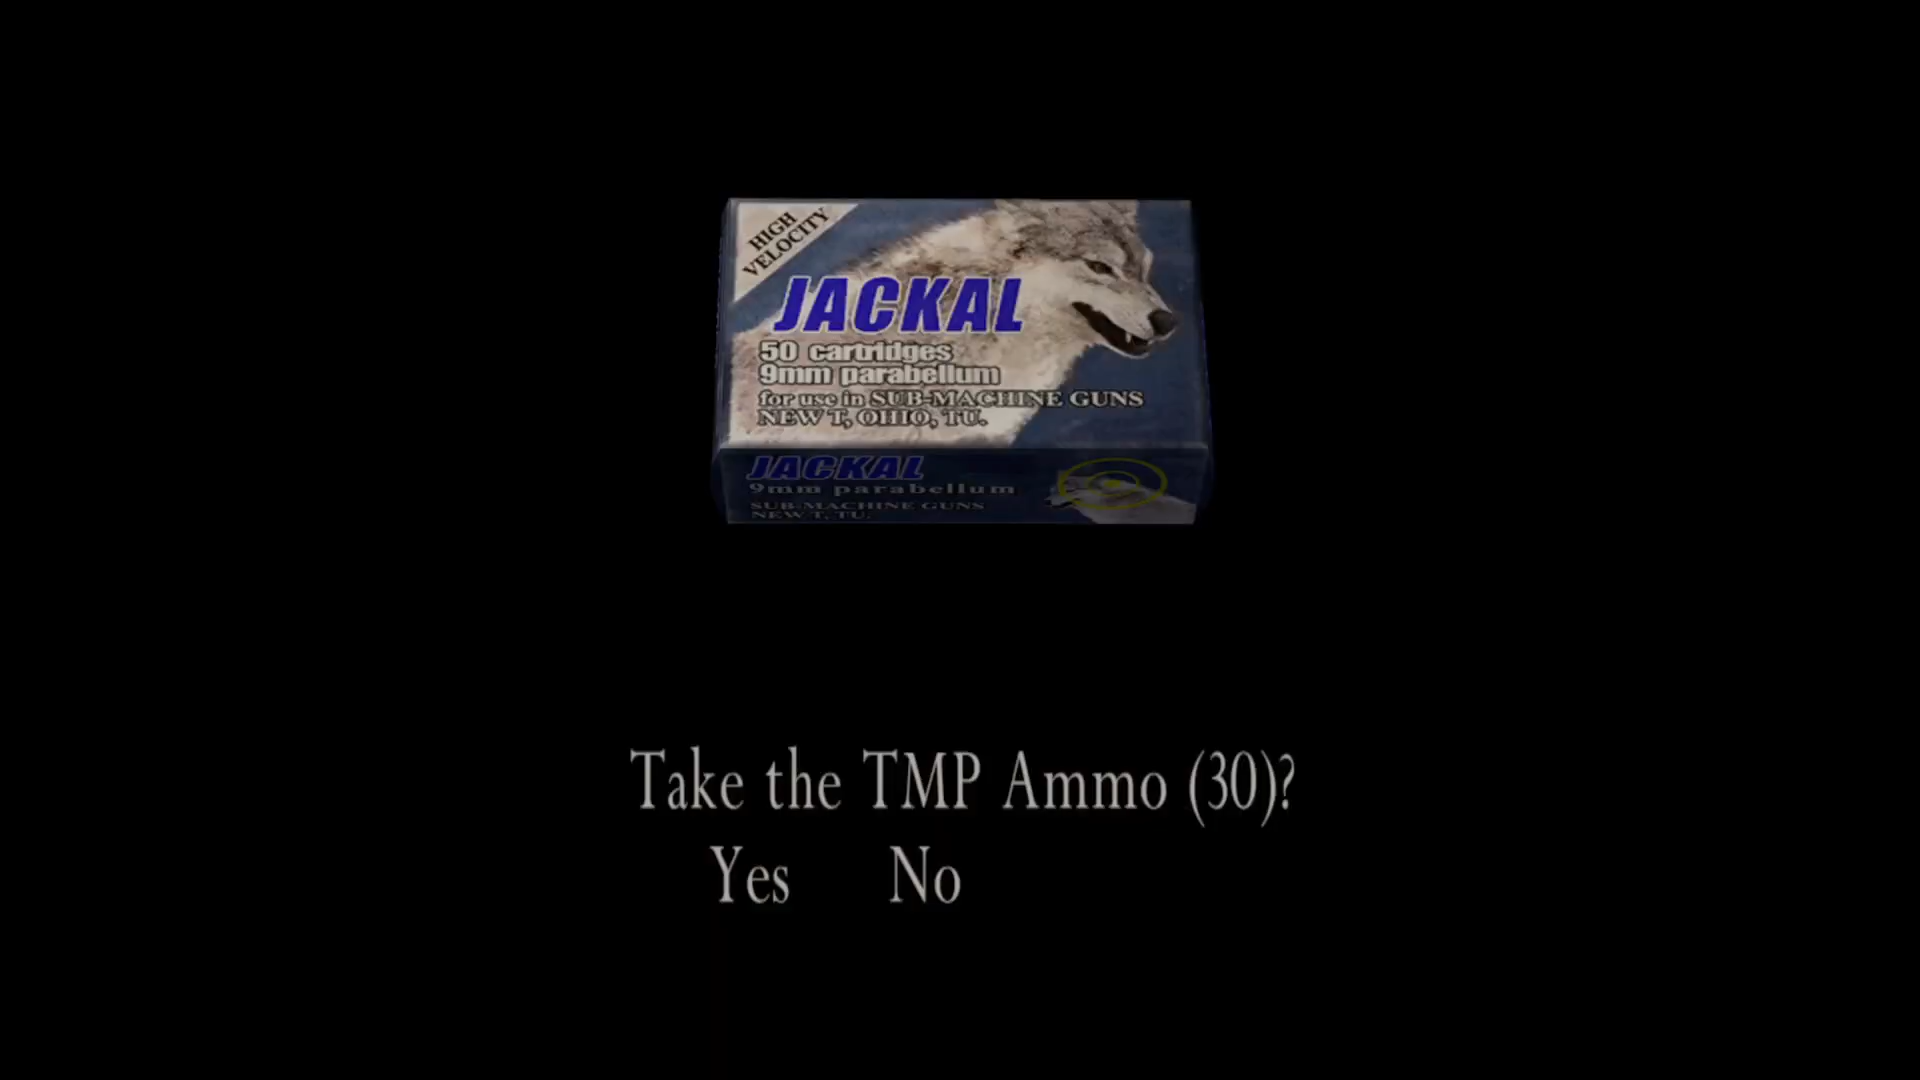 HIGH
VELOCITY
JACKAL
50 cartridges
9mm parabellum
for use in SUB-MACHINE GUNS
NEW T, OHIO, TU.
JACKAL
9mm parabellum
SUB-MACHINE GUNS
NEW T, TU.
Take the TMP Ammo (30)?
Yes No